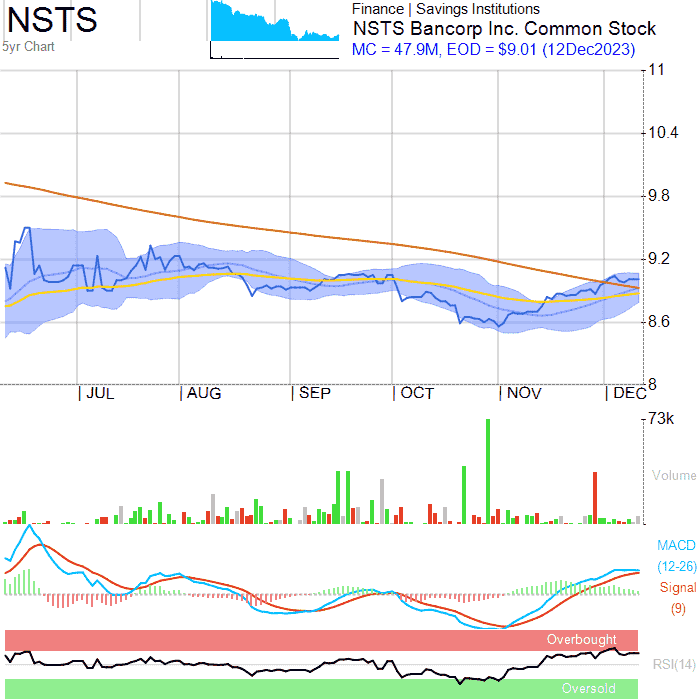 NSTS
5yr Chart
Finance | Savings Institutions
NSTS Bancorp Inc. Common Stock
MC = 47.9M, EOD = $9.01 (12Dec2023)
11
10.4
9.8
9.2
8.6
8
| JUL | AUG | SEP | OCT | NOV | DEC
73k
Volume
MACD
(12-26)
Signal
(9)
Overbought
RSI(14)
Oversold